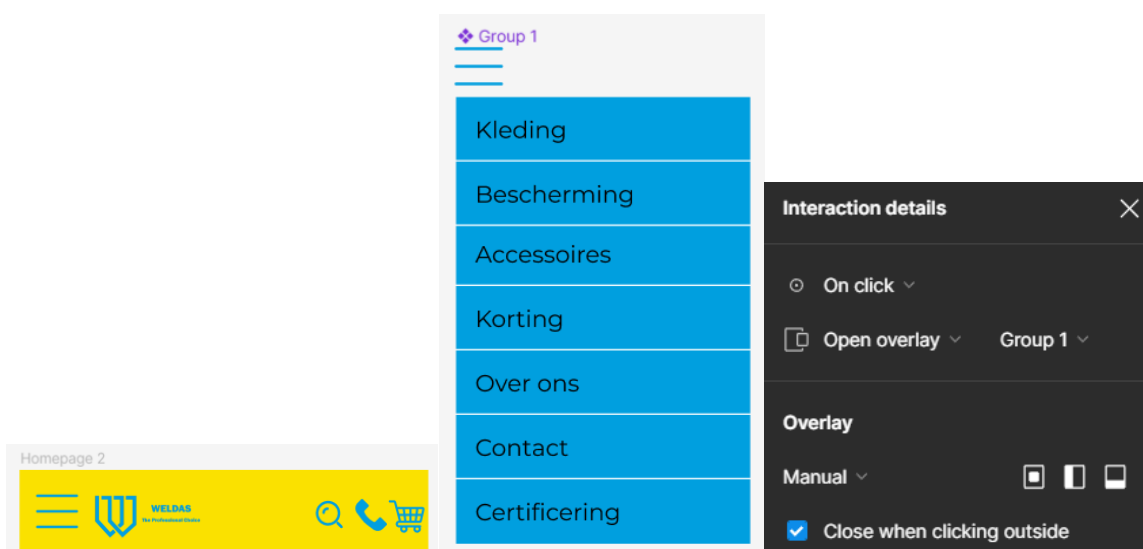 Group 1
Kleding
Bescherming
Accessoires
Korting
Over ons
Contact
Certificering
Homepage 2
WELDAS
The Professional Choice
Interaction details
On click
Open overlay Group 1
Overlay
Manual
Close when clicking outside